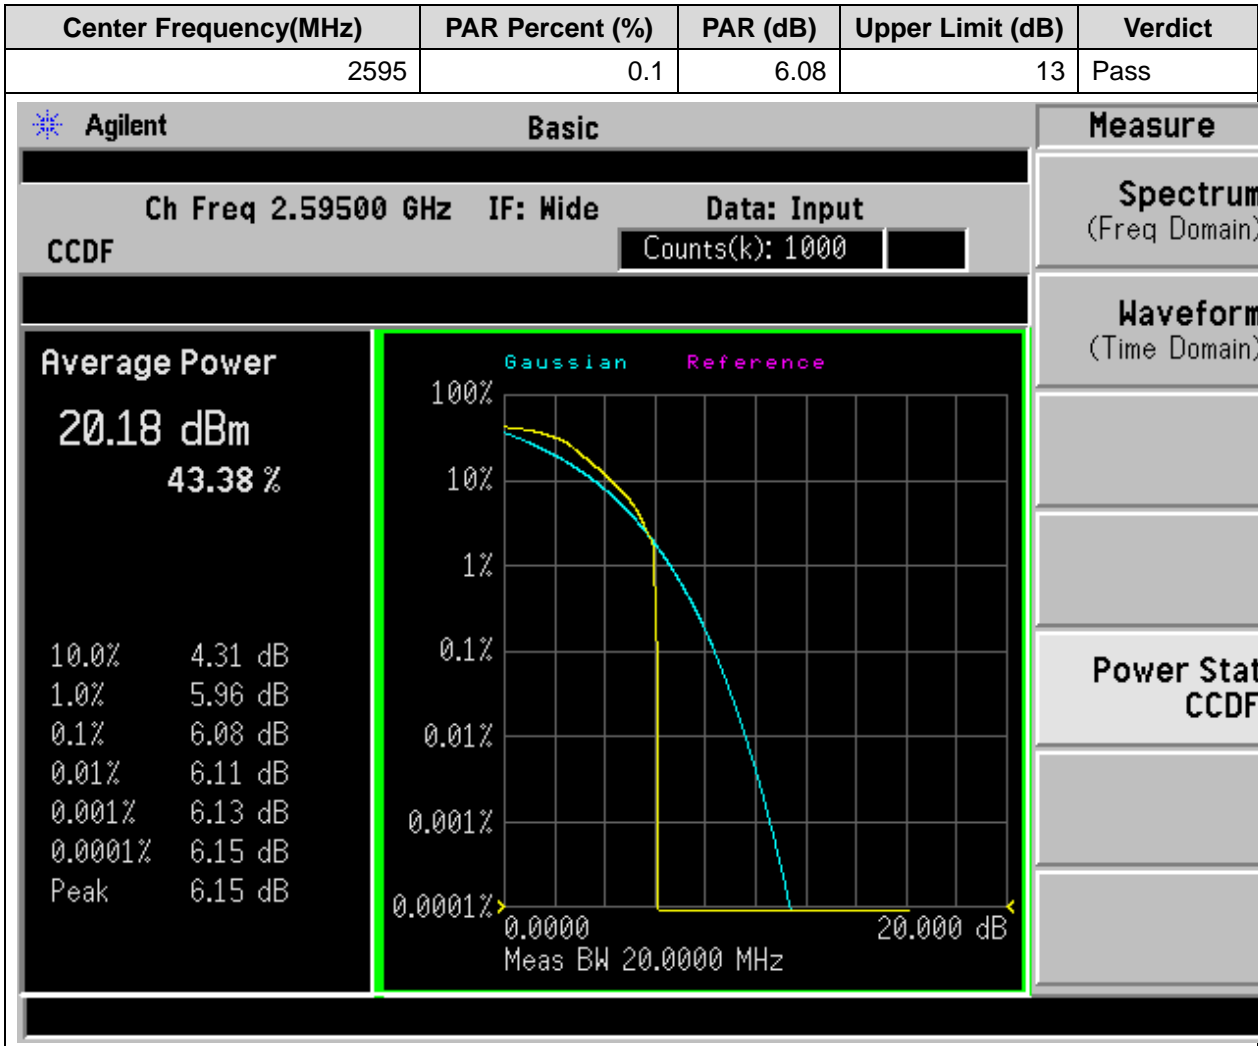 Center Frequency(MHz) PAR Percent (%) PAR (dB) Upper Limit (dB) Verdict
2595 0.1 6.08 13 Pass
Agilent Basic Measure
Ch Freq 2.59500 GHz IF: Wide Data: Input
CCDF Counts(k): 1000
Spectrum
(Freq Domain)
Waveform
(Time Domain)
Power Stat
CCDF
Average Power
20.18 dBm
43.38 %
10.0% 4.31 dB
1.0% 5.96 dB
0.1% 6.08 dB
0.01% 6.11 dB
0.001% 6.13 dB
0.0001% 6.15 dB
Peak 6.15 dB
Gaussian Reference
100%
10%
1%
0.1%
0.01%
0.001%
0.0001%
0.0000 20.000 dB
Meas BW 20.0000 MHz